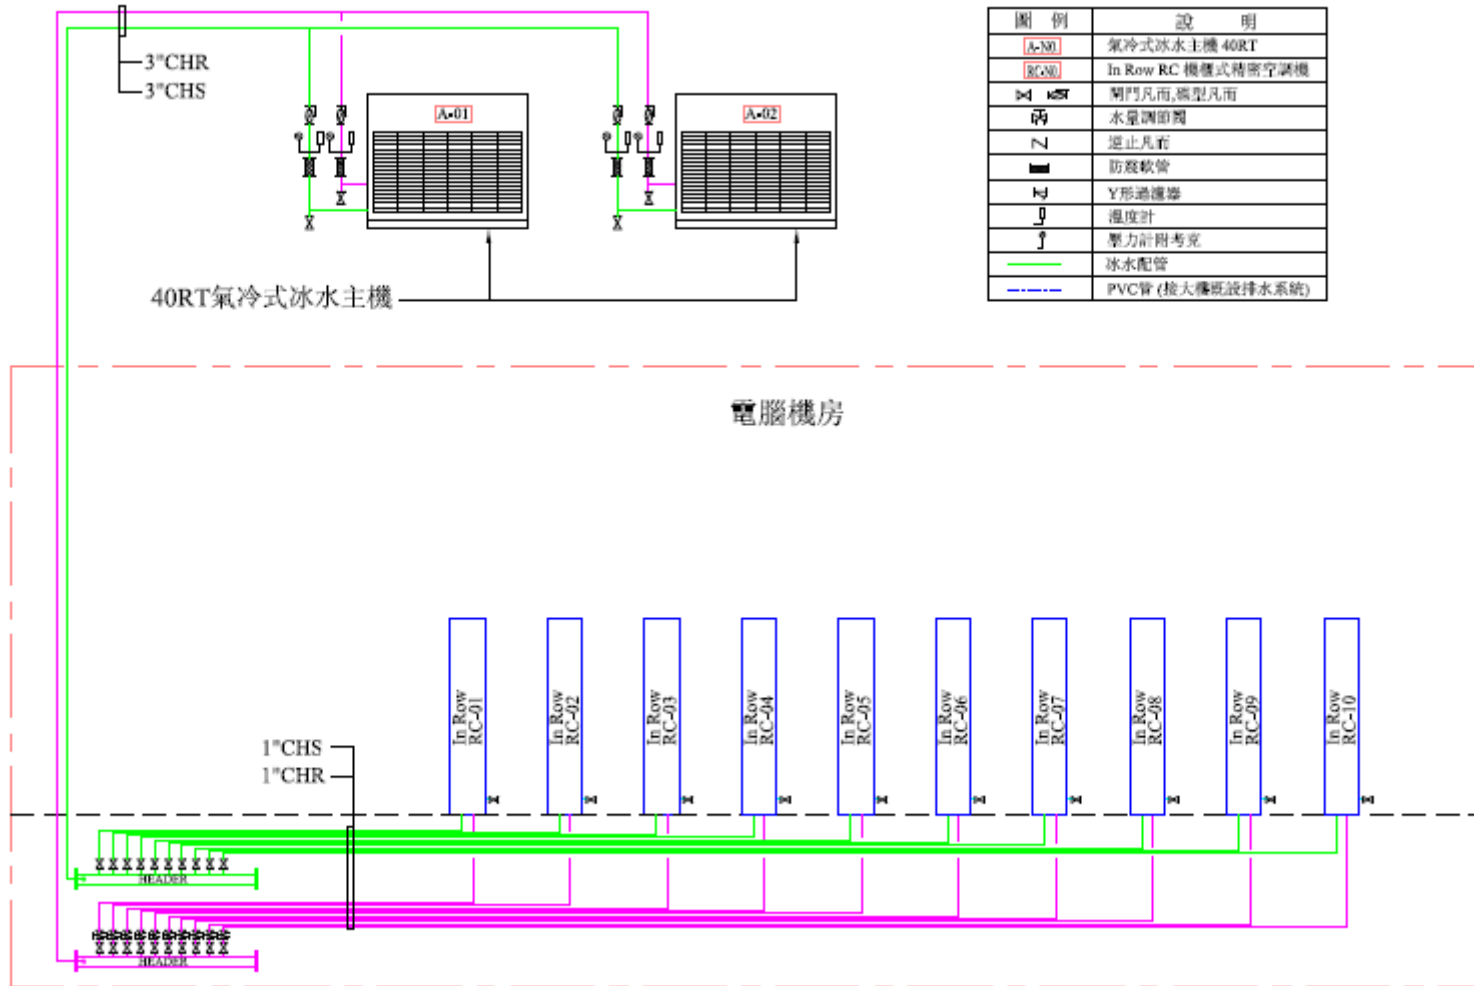 3"CHR
3"CHS
A-01
A-02
40RT氣冷式冰水主機
圖 例 說 明
A-N0. 氣冷式冰水主機 40RT
RC-N0. In Row RC 機櫃式精密空調機
閘門凡而,蝶型凡而
水量調節閥
逆止凡而
防震軟管
Y形過濾器
溫度計
壓力計附考克
冰水配管
PVC管 (接大樓既設排水系統)
電腦機房
In Row
RC-01
In Row
RC-02
In Row
RC-03
In Row
RC-04
In Row
RC-05
In Row
RC-06
In Row
RC-07
In Row
RC-08
In Row
RC-09
In Row
RC-10
1"CHS
1"CHR
HEADER
HEADER